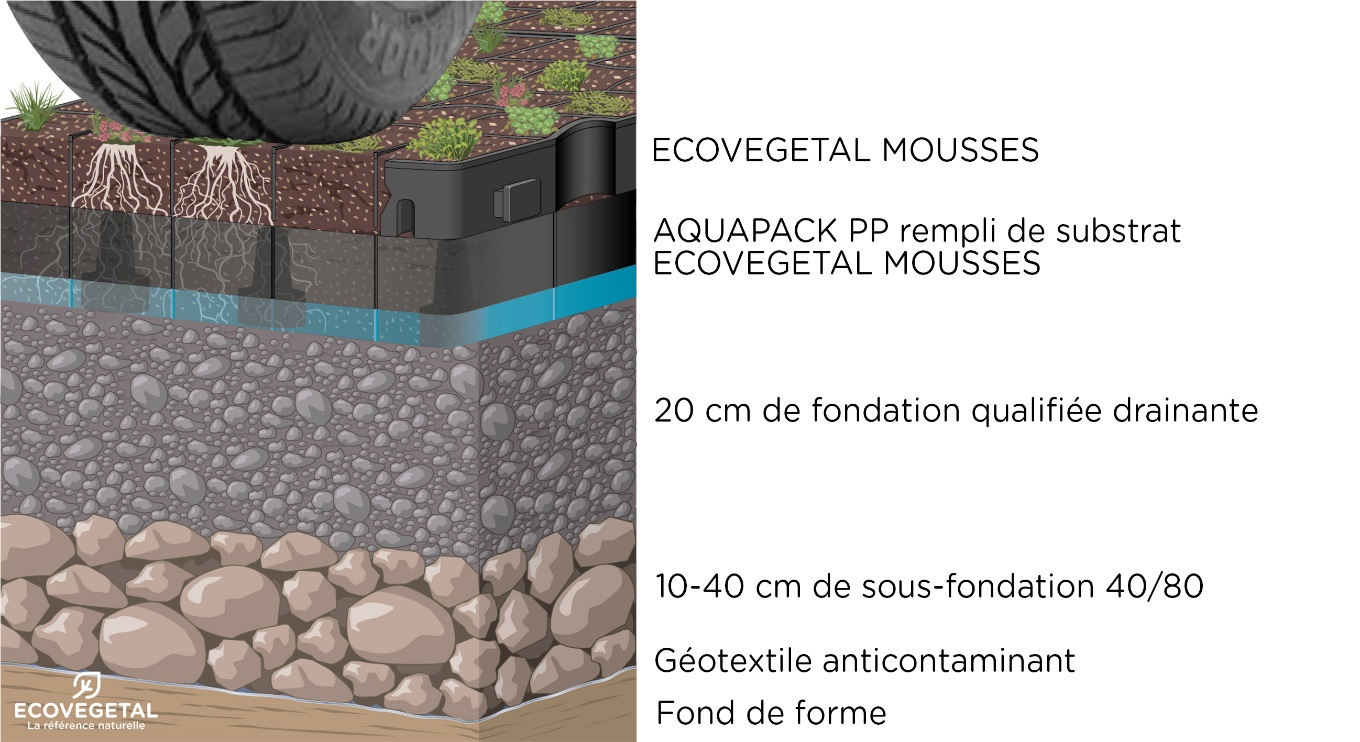 ECOVEGETAL MOUSSES
AQUAPACK PP rempli de substrat
ECOVEGETAL MOUSSES
20 cm de fondation qualifiée drainante
10-40 cm de sous-fondation 40/80
Géotextile anticontaminant
Fond de forme
ECOVEGETAL
La référence naturelle